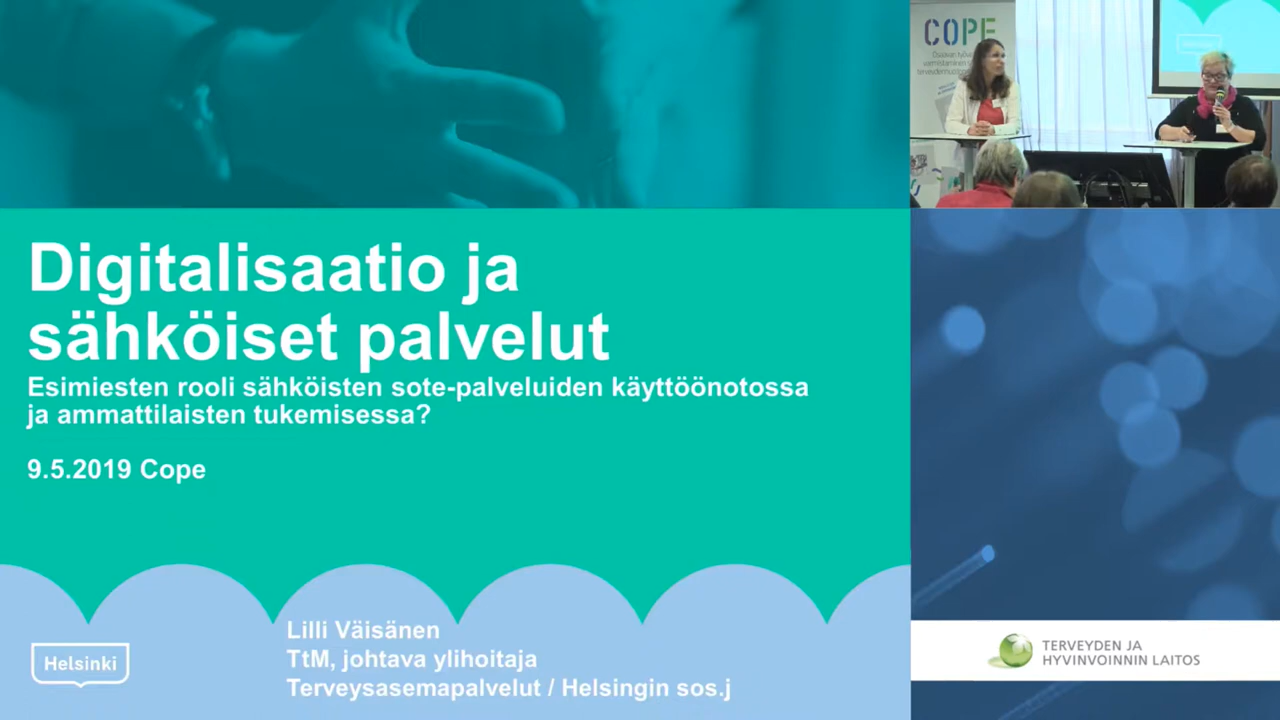 Digitalisaatio ja
sähköiset palvelut
Esimiesten rooli sähköisten sote-palveluiden käyttöönotossa
ja ammattilaisten tukemisessa?
9.5.2019 Cope
Lilli Väisänen
TtM, johtava ylihoitaja
Terveysasemapalvelut / Helsingin sos.j
Helsinki
COPE
TERVEYDEN JA
HYVINVOINNIN LAITOS